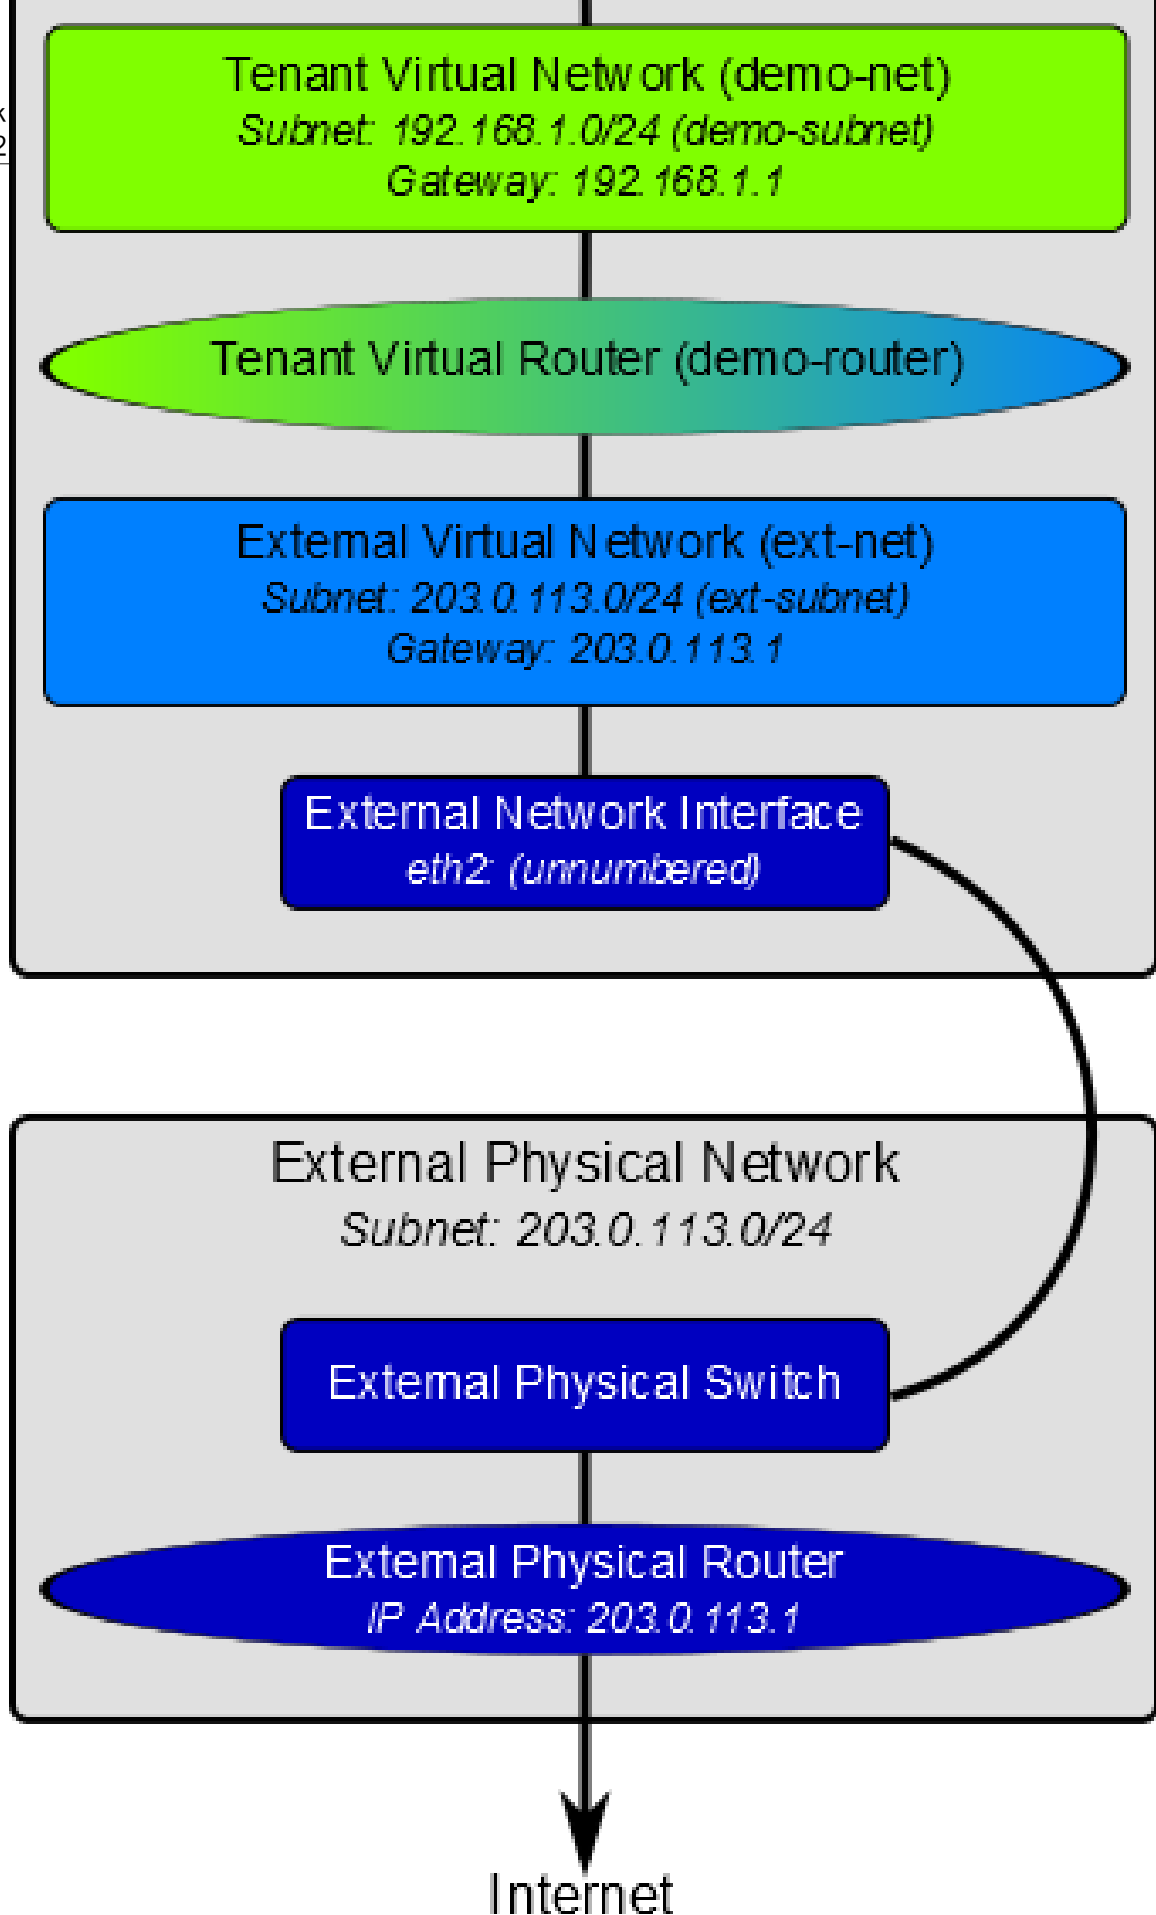 Tenant Virtual Network (demo-net)
Subnet: 192.168.1.0/24 (demo-subnet)
Gateway: 192.168.1.1
Tenant Virtual Router (demo-router)
External Virtual Network (ext-net)
Subnet: 203.0.113.0/24 (ext-subnet)
Gateway: 203.0.113.1
External Network Interface
eth2: (unnumbered)
External Physical Network
Subnet: 203.0.113.0/24
External Physical Switch
External Physical Router
IP Address: 203.0.113.1
Internet